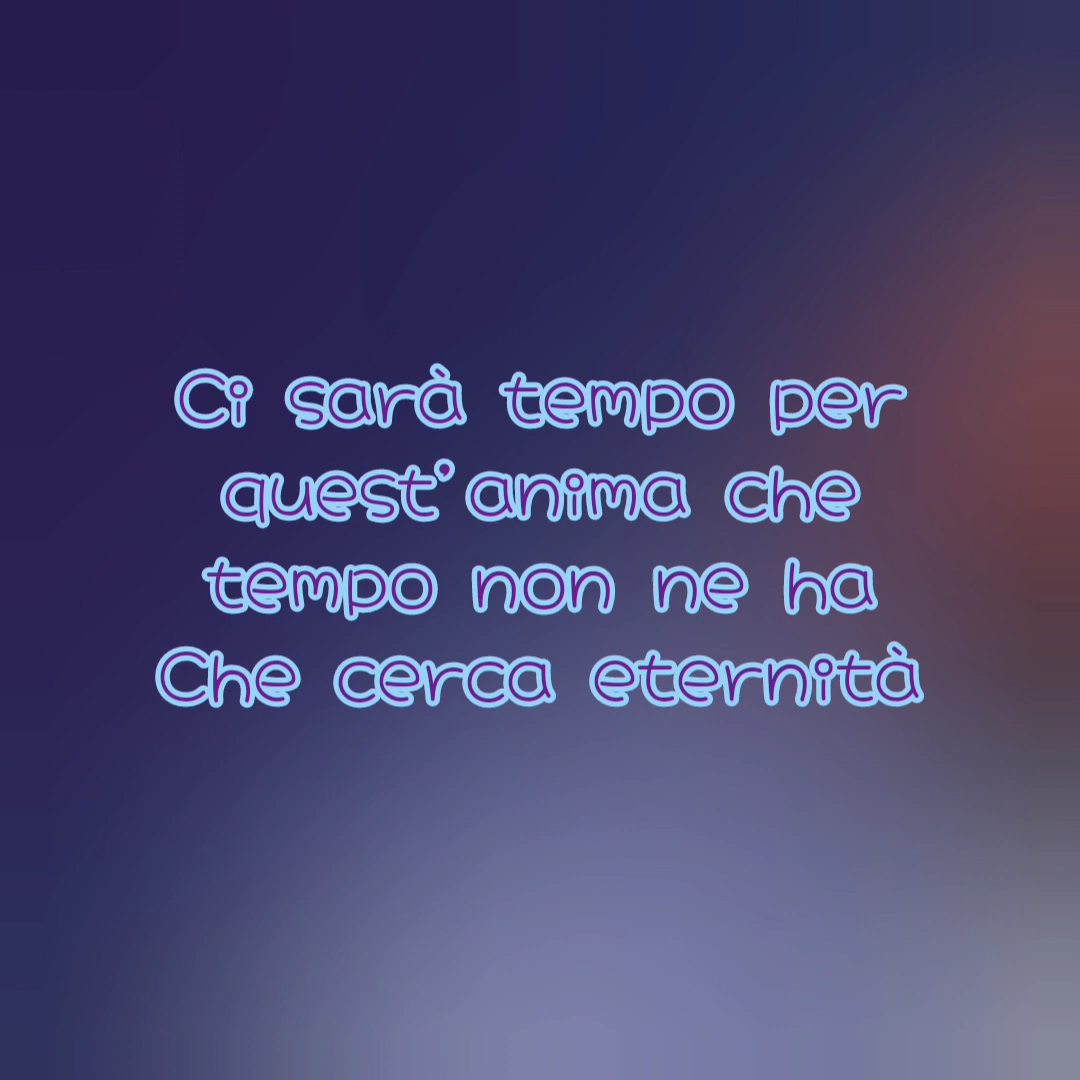 Ci sarà tempo per
quest'anima che
tempo non ne ha
Che cerca eternità